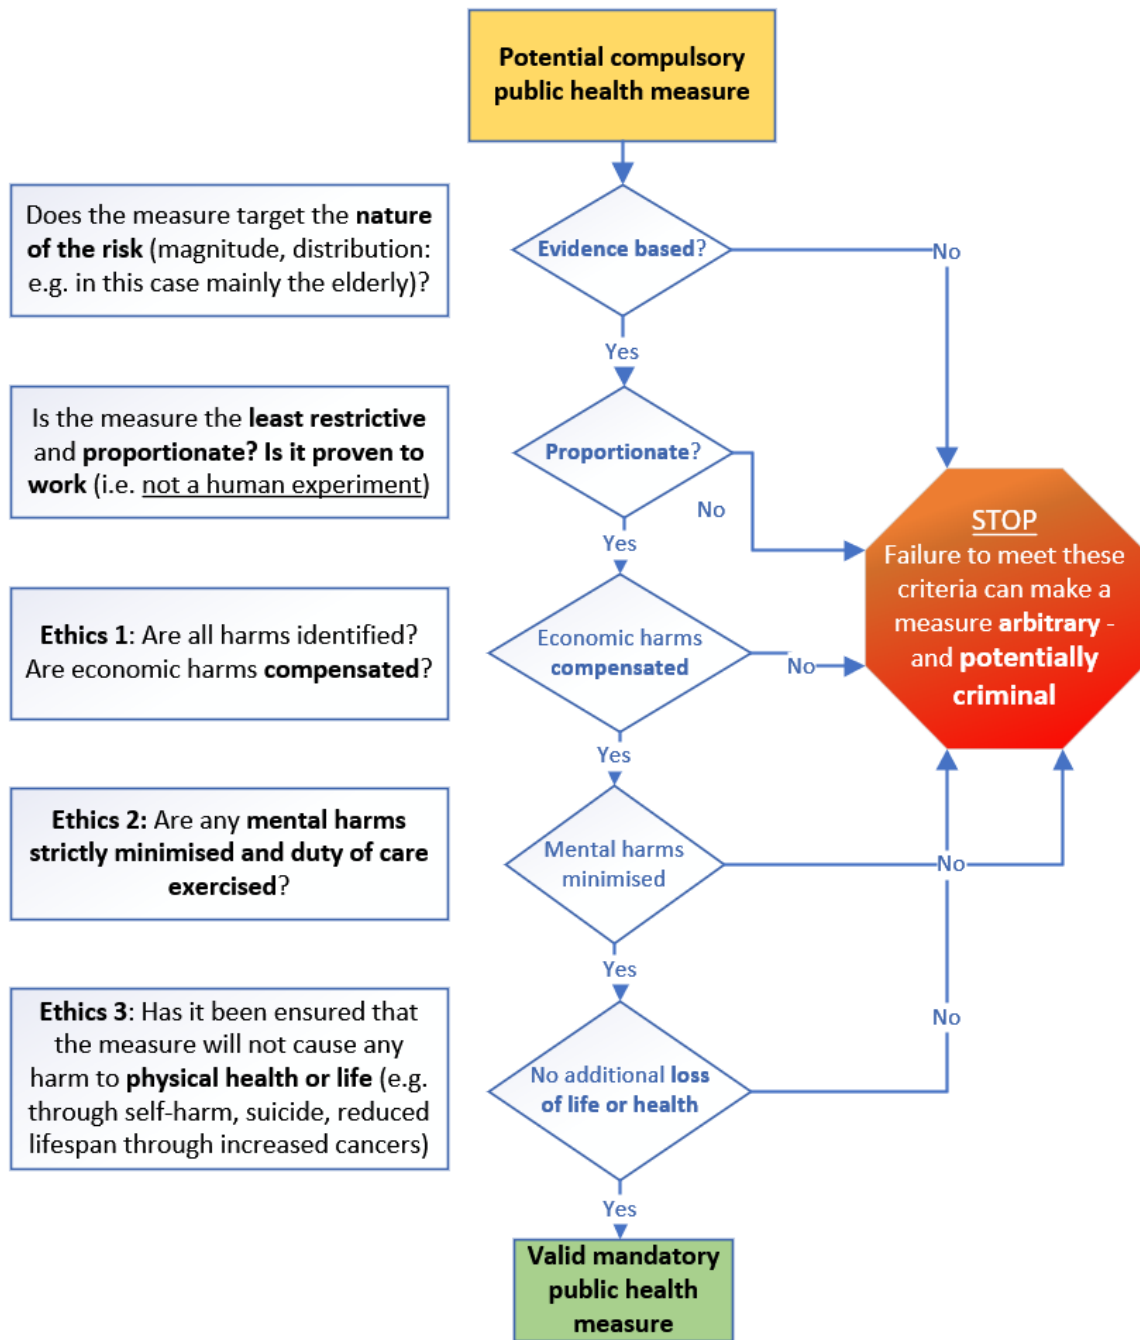 Potential compulsory
public health measure
Does the measure target the nature
of the risk (magnitude, distribution:
e.g. in this case mainly the elderly)?
Evidence based?
No
Yes
Is the measure the least restrictive
and proportionate? Is it proven to
work (i.e. not a human experiment)
Proportionate?
No
Yes
STOP
Failure to meet these
criteria can make a
measure arbitrary -
and potentially
criminal
Ethics 1: Are all harms identified?
Are economic harms compensated?
Economic harms
compensated
No
Yes
Ethics 2: Are any mental harms
strictly minimised and duty of care
exercised?
Mental harms
minimised
No
Yes
Ethics 3: Has it been ensured that
the measure will not cause any
harm to physical health or life (e.g.
through self-harm, suicide, reduced
lifespan through increased cancers)
No additional loss
of life or health
No
Yes
Valid mandatory
public health
measure